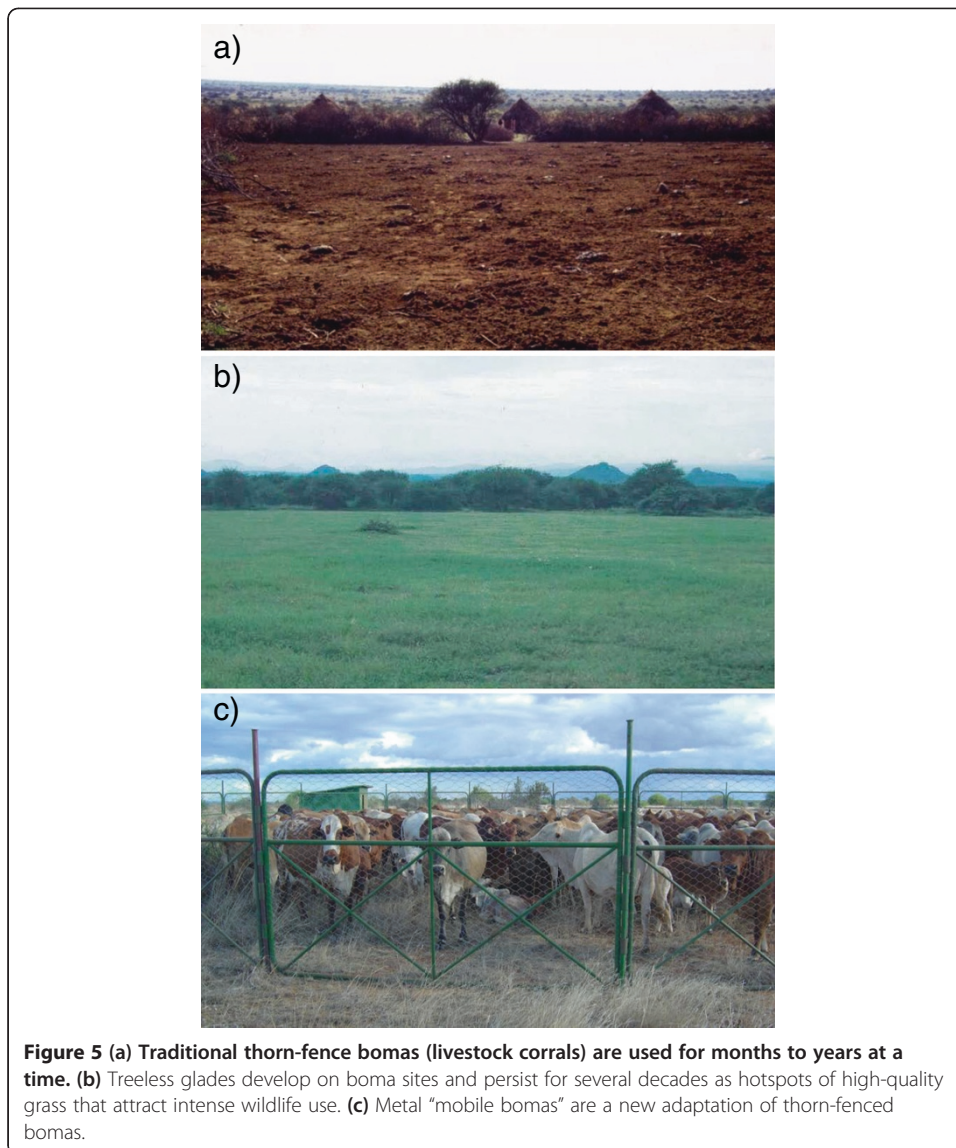 a)
b)
c)
Figure 5 (a) Traditional thorn-fence bomas (livestock corrals) are used for months to years at a
time. (b) Treeless glades develop on boma sites and persist for several decades as hotspots of high-quality
grass that attract intense wildlife use. (c) Metal “mobile bomas” are a new adaptation of thorn-fenced
bomas.